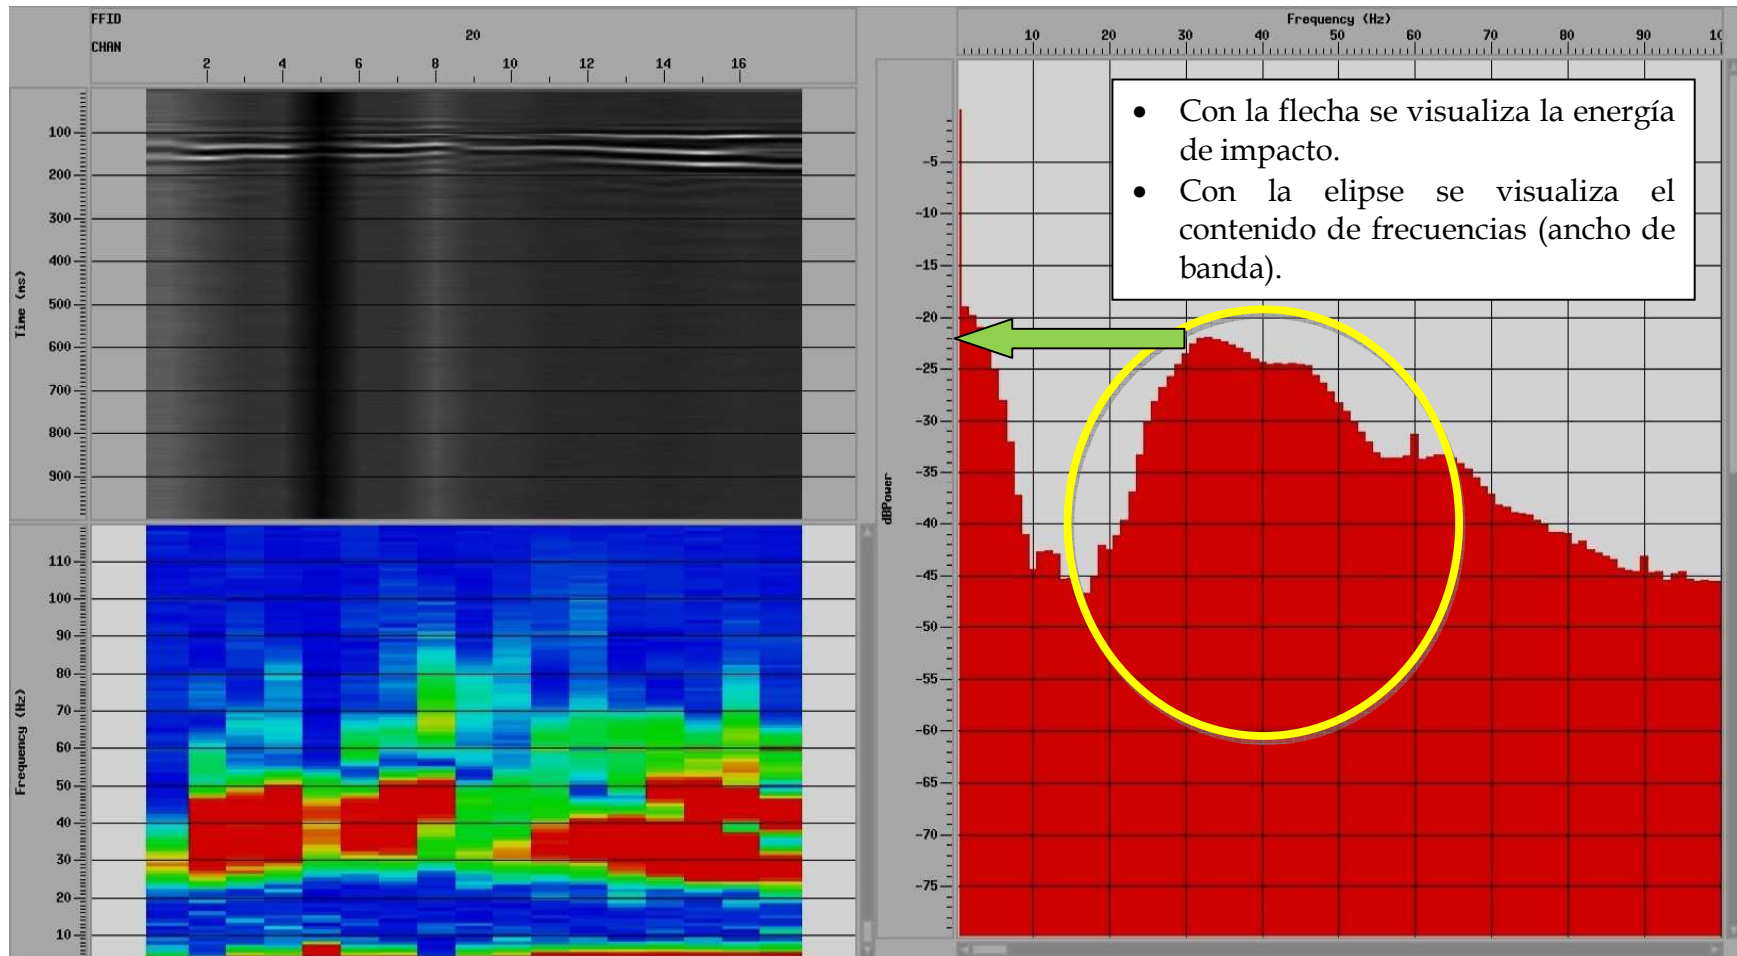 FFID
20
CHAN
2 4 6 8 10 12 14 16
Time (ms)
100
200
300
400
500
600
700
800
900
Frequency (Hz)
110
100
90
80
70
60
50
40
30
20
10
Frequency (Hz)
10 20 30 40 50 60 70 80 90
dBPower
-5
-10
-15
-20
-25
-30
-35
-40
-45
-50
-55
-60
-65
-70
-75
• Con la flecha se visualiza la energía
de impacto.
• Con la elipse se visualiza el
contenido de frecuencias (ancho de
banda).